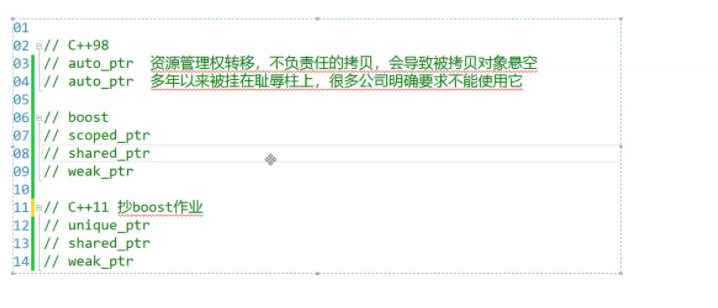 01
02 // C++98
03 // auto_ptr 资源管理权转移，不负责任的拷贝，会导致被拷贝对象悬空
04 // auto_ptr 多年以来被挂在耻辱柱上，很多公司明确要求不能使用它
05
06 // boost
07 // scoped_ptr
08 // shared_ptr
09 // weak_ptr
10
11 // C++11 抄boost作业
12 // unique_ptr
13 // shared_ptr
14 // weak_ptr